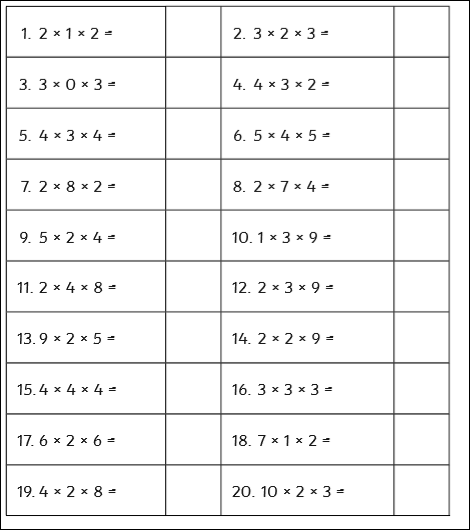 1. 2 × 1 × 2 = 2. 3 × 2 × 3 =
3. 3 × 0 × 3 = 4. 4 × 3 × 2 =
5. 4 × 3 × 4 = 6. 5 × 4 × 5 =
7. 2 × 8 × 2 = 8. 2 × 7 × 4 =
9. 5 × 2 × 4 = 10. 1 × 3 × 9 =
11. 2 × 4 × 8 = 12. 2 × 3 × 9 =
13. 9 × 2 × 5 = 14. 2 × 2 × 9 =
15. 4 × 4 × 4 = 16. 3 × 3 × 3 =
17. 6 × 2 × 6 = 18. 7 × 1 × 2 =
19. 4 × 2 × 8 = 20. 10 × 2 × 3 =